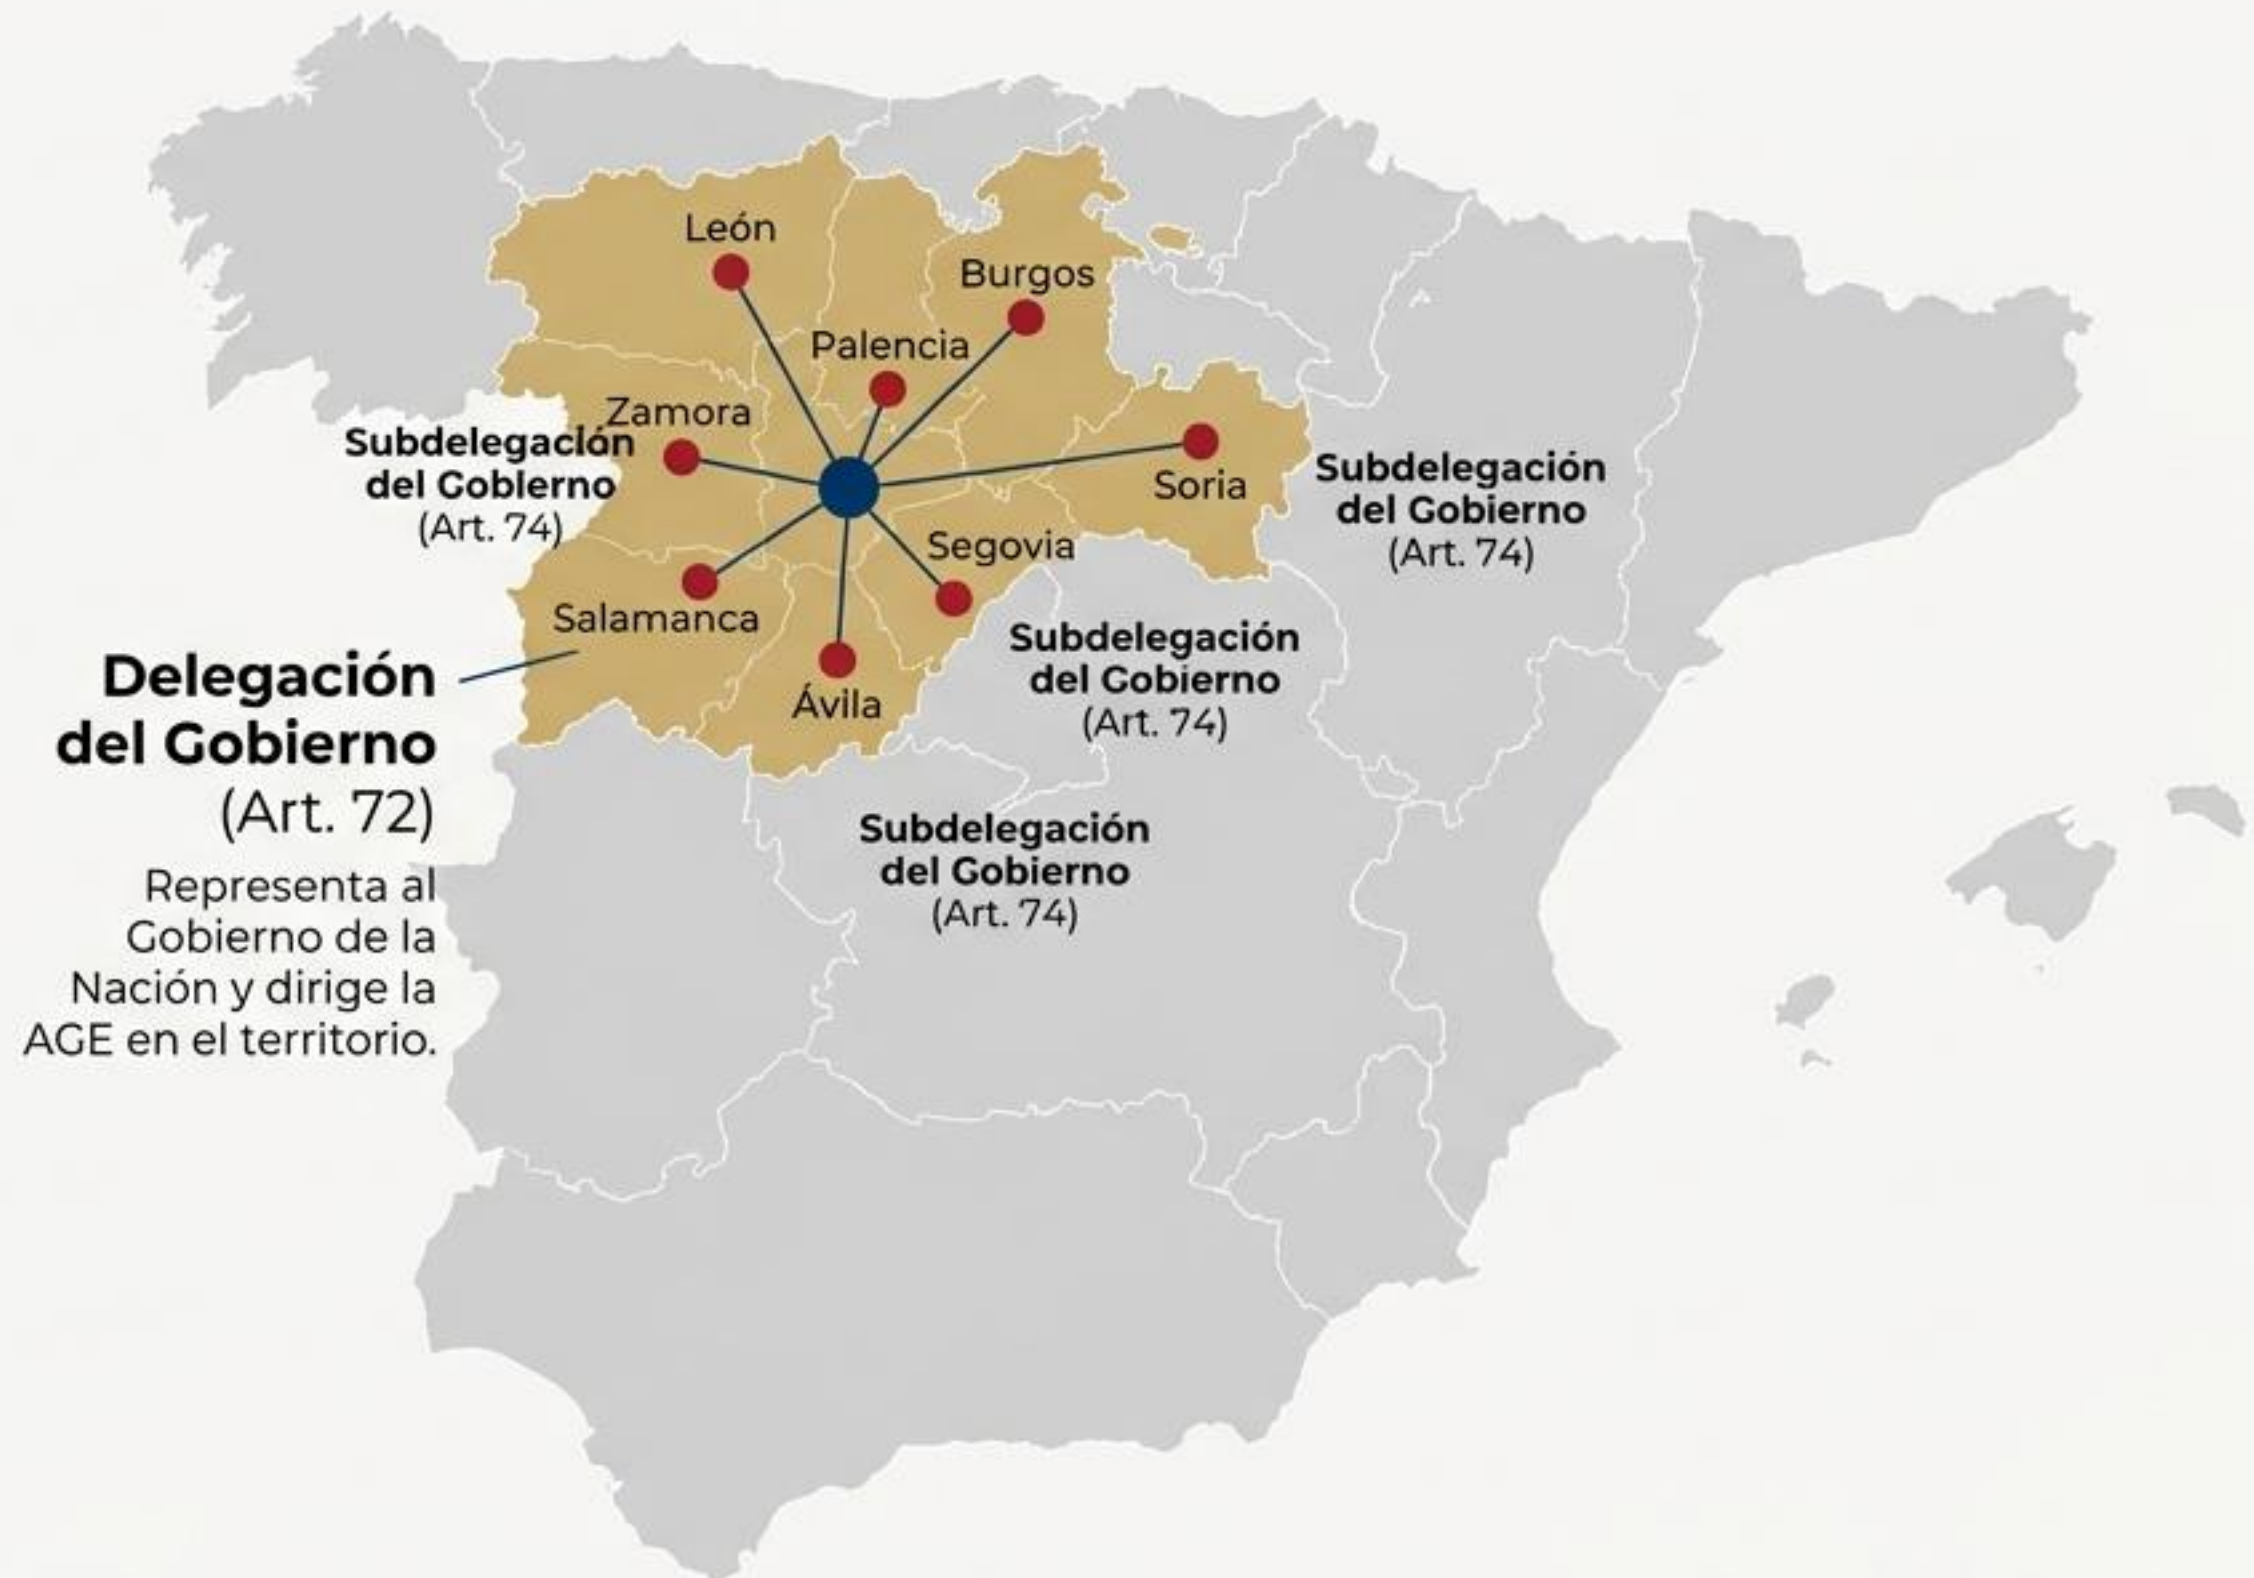 León
Burgos
Palencia
Zamora
Subdelegación
del Gobierno
(Art. 74)
Soria
Subdelegación
del Gobierno
(Art. 74)
Segovia
Salamanca
Subdelegación
del Gobierno
(Art. 74)
Ávila
Delegación
del Gobierno
(Art. 72)
Representa al
Gobierno de la
Nación y dirige la
AGE en el territorio.
Subdelegación
del Gobierno
(Art. 74)